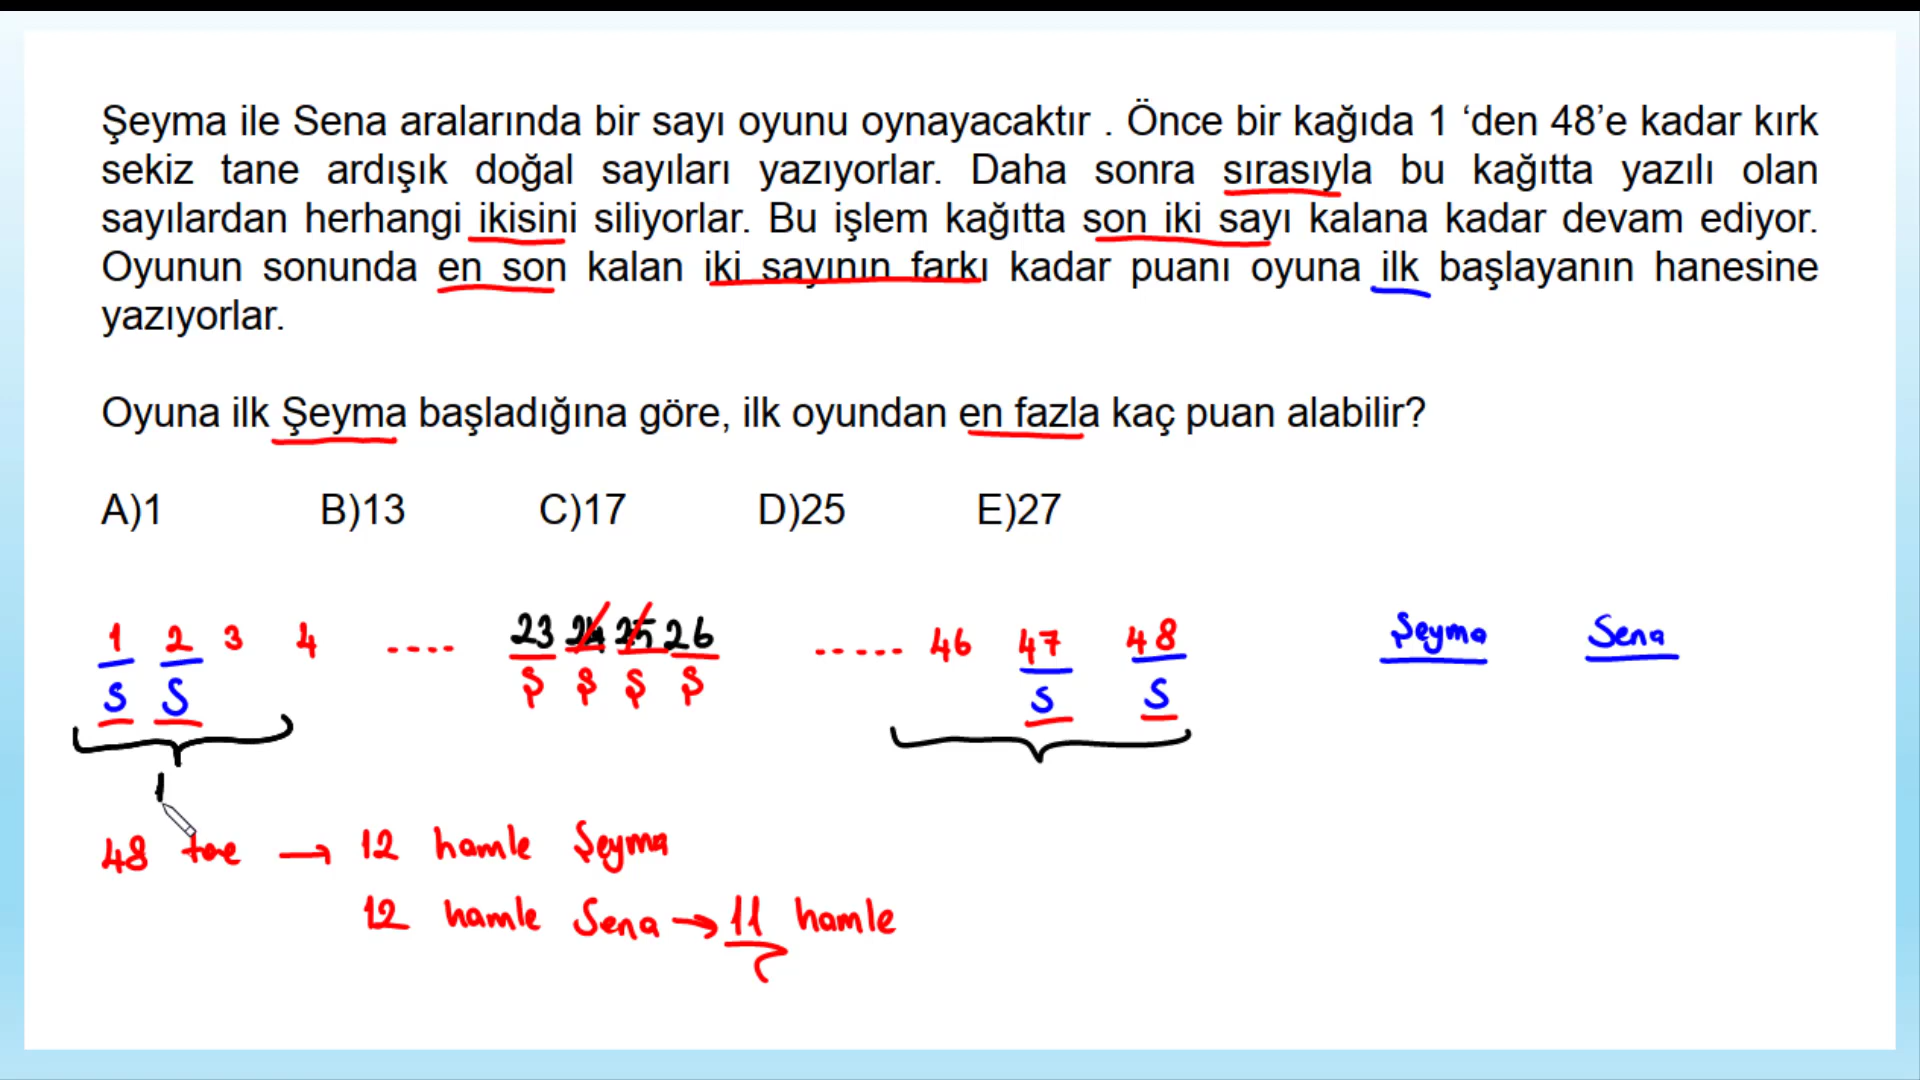 Şeyma ile Sena aralarında bir sayı oyunu oynayacaktır . Önce bir kağıda 1 ‘den 48’e kadar kırk
sekiz tane ardışık doğal sayıları yazıyorlar. Daha sonra sırasıyla bu kağıtta yazılı olan
sayılardan herhangi ikisini siliyorlar. Bu işlem kağıtta son iki sayı kalana kadar devam ediyor.
Oyunun sonunda en son kalan iki sayının farkı kadar puanı oyuna ilk başlayanın hanesine
yazıyorlar.
Oyuna ilk Şeyma başladığına göre, ilk oyundan en fazla kaç puan alabilir?
A)1 B)13 C)17 D)25 E)27
1 2 3 4 .... 23 24 25 26 ..... 46 47 48 Şeyma Sena
S S Ş Ş Ş Ş S S
1
48 tane → 12 hamle Şeyma
12 hamle Sena → 11 hamle